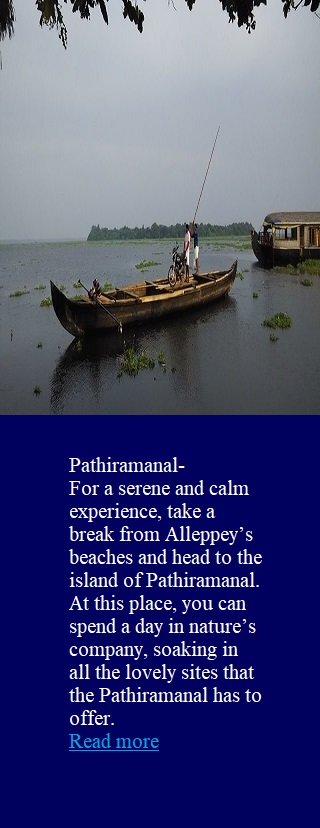 Pathiramanal-
For a serene and calm
experience, take a
break from Alleppey’s
beaches and head to the
island of Pathiramanal.
At this place, you can
spend a day in nature’s
company, soaking in
all the lovely sites that
the Pathiramanal has to
offer.
Read more